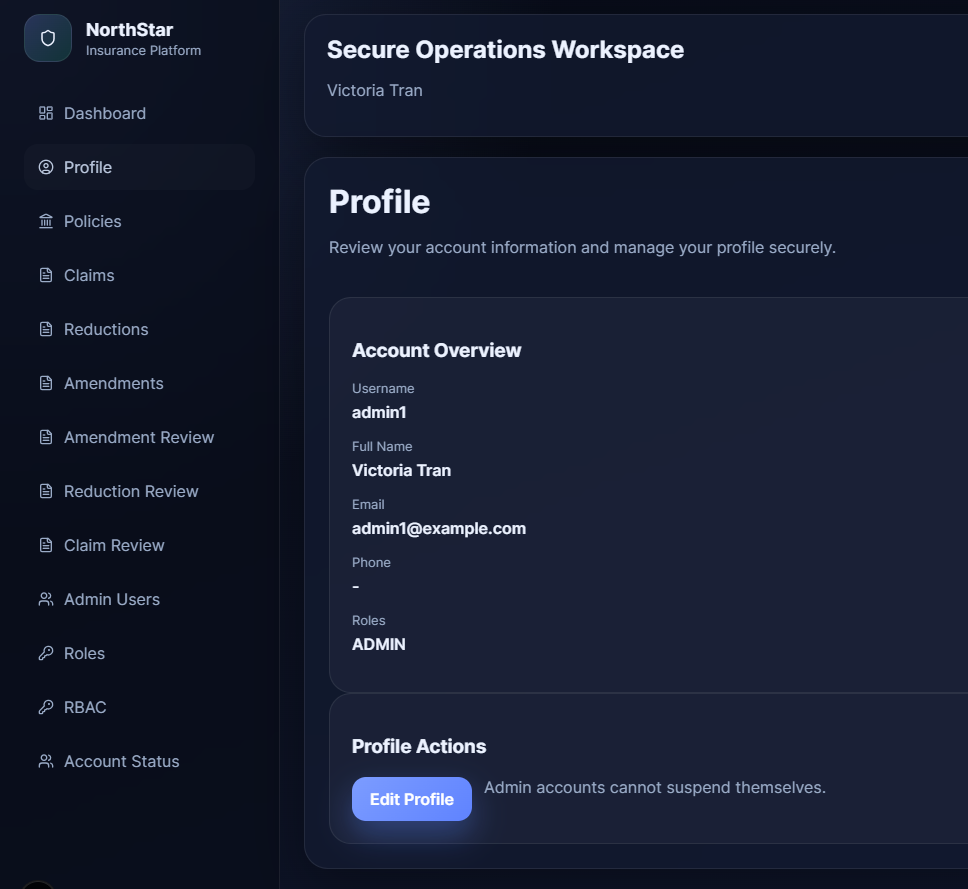 NorthStar
Insurance Platform
Dashboard
Profile
Policies
Claims
Reductions
Amendments
Amendment Review
Reduction Review
Claim Review
Admin Users
Roles
RBAC
Account Status
Secure Operations Workspace
Victoria Tran
Profile
Review your account information and manage your profile securely.
Account Overview
Username
admin1
Full Name
Victoria Tran
Email
admin1@example.com
Phone
-
Roles
ADMIN
Profile Actions
Edit Profile
Admin accounts cannot suspend themselves.